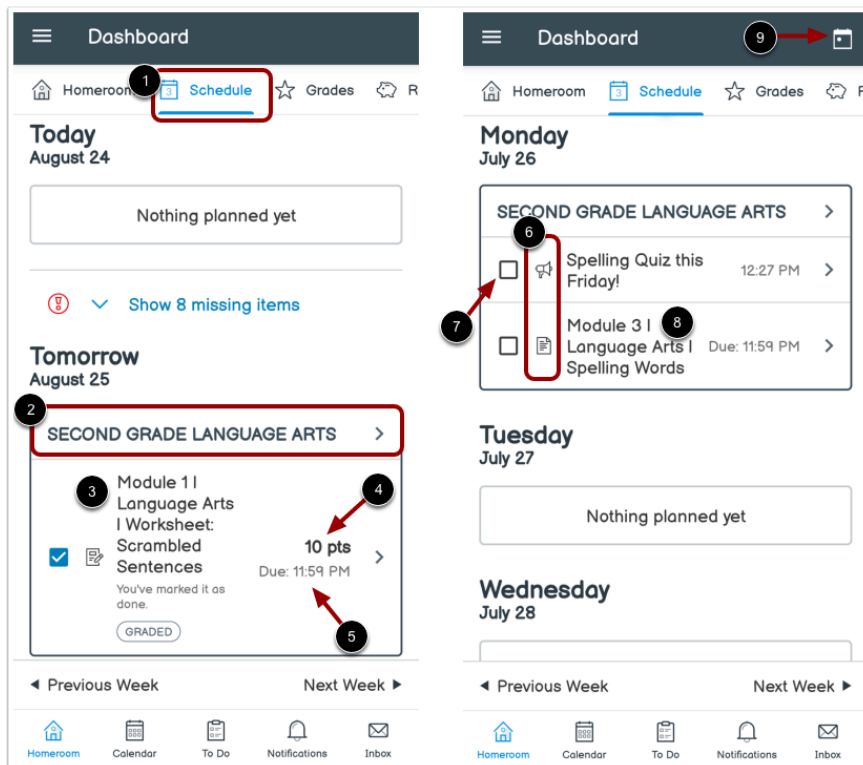 Dashboard
1
Homeroom
3
Schedule
Grades
R
Today
August 24
Nothing planned yet
Show 8 missing items
Tomorrow
August 25
2
SECOND GRADE LANGUAGE ARTS
3
Module 1 |
Language Arts
| Worksheet:
Scrambled
Sentences
You've marked it as
done.
GRADED
4
10 pts
Due: 11:59 PM
5
Previous Week
Next Week
Homeroom
Calendar
To Do
Notifications
Inbox
Dashboard
9
Homeroom
3
Schedule
Grades
F
Monday
July 26
SECOND GRADE LANGUAGE ARTS
6
Spelling Quiz this
Friday!
12:27 PM
7
Module 3 |
Language Arts |
Spelling Words
8
Due: 11:59 PM
Tuesday
July 27
Nothing planned yet
Wednesday
July 28
Previous Week
Next Week
Homeroom
Calendar
To Do
Notifications
Inbox